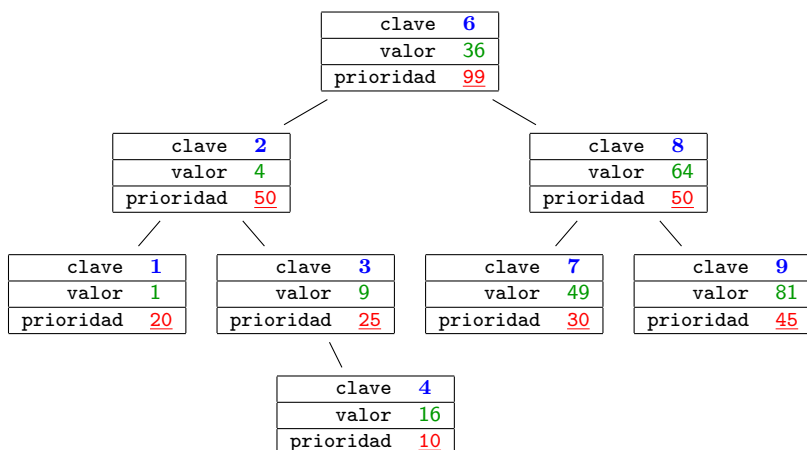 clave 6
valor 36
prioridad 99
clave 2
valor 4
prioridad 50
clave 8
valor 64
prioridad 50
clave 1
valor 1
prioridad 20
clave 3
valor 9
prioridad 25
clave 7
valor 49
prioridad 30
clave 9
valor 81
prioridad 45
clave 4
valor 16
prioridad 10